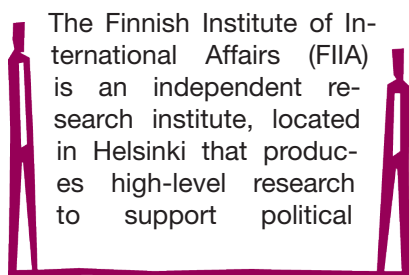 The Finnish Institute of In-
ternational Affairs (FIIA)
is an independent re-
search institute, located
in Helsinki that produc-
es high-level research
to support political